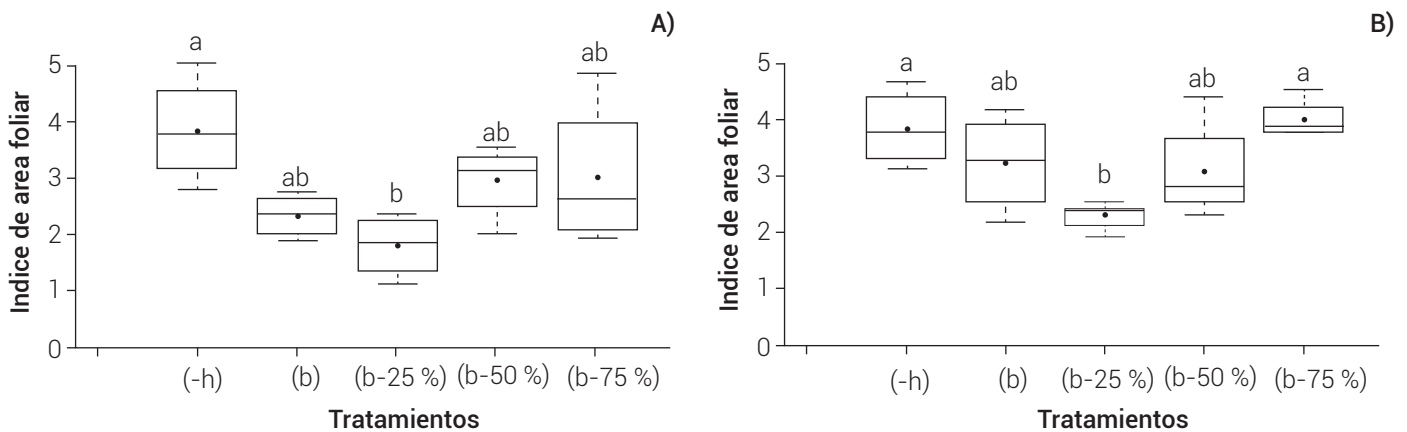 A)
Indice de area foliar
5
4
3
2
1
0
a
ab
b
ab
ab
(-h)
(b)
(b-25 %)
(b-50 %)
(b-75 %)
Tratamientos
B)
Indice de area foliar
5
4
3
2
1
0
a
ab
b
ab
a
(-h)
(b)
(b-25 %)
(b-50 %)
(b-75 %)
Tratamientos